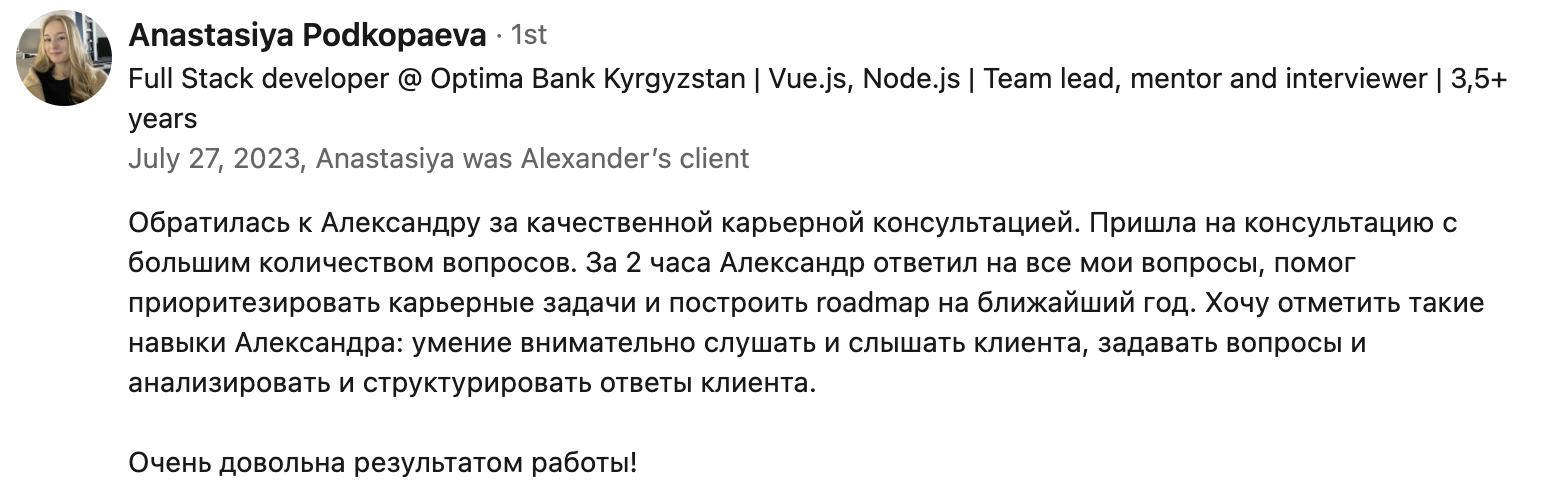 Anastasiya Podkopaeva · 1st
Full Stack developer @ Optima Bank Kyrgyzstan | Vue.js, Node.js | Team lead, mentor and interviewer | 3,5+
years
July 27, 2023, Anastasiya was Alexander’s client
Обратилась к Александру за качественной карьерной консультацией. Пришла на консультацию с
большим количеством вопросов. За 2 часа Александр ответил на все мои вопросы, помог
приоритезировать карьерные задачи и построить roadmap на ближайший год. Хочу отметить такие
навыки Александра: умение внимательно слушать и слышать клиента, задавать вопросы и
анализировать и структурировать ответы клиента.
Очень довольна результатом работы!